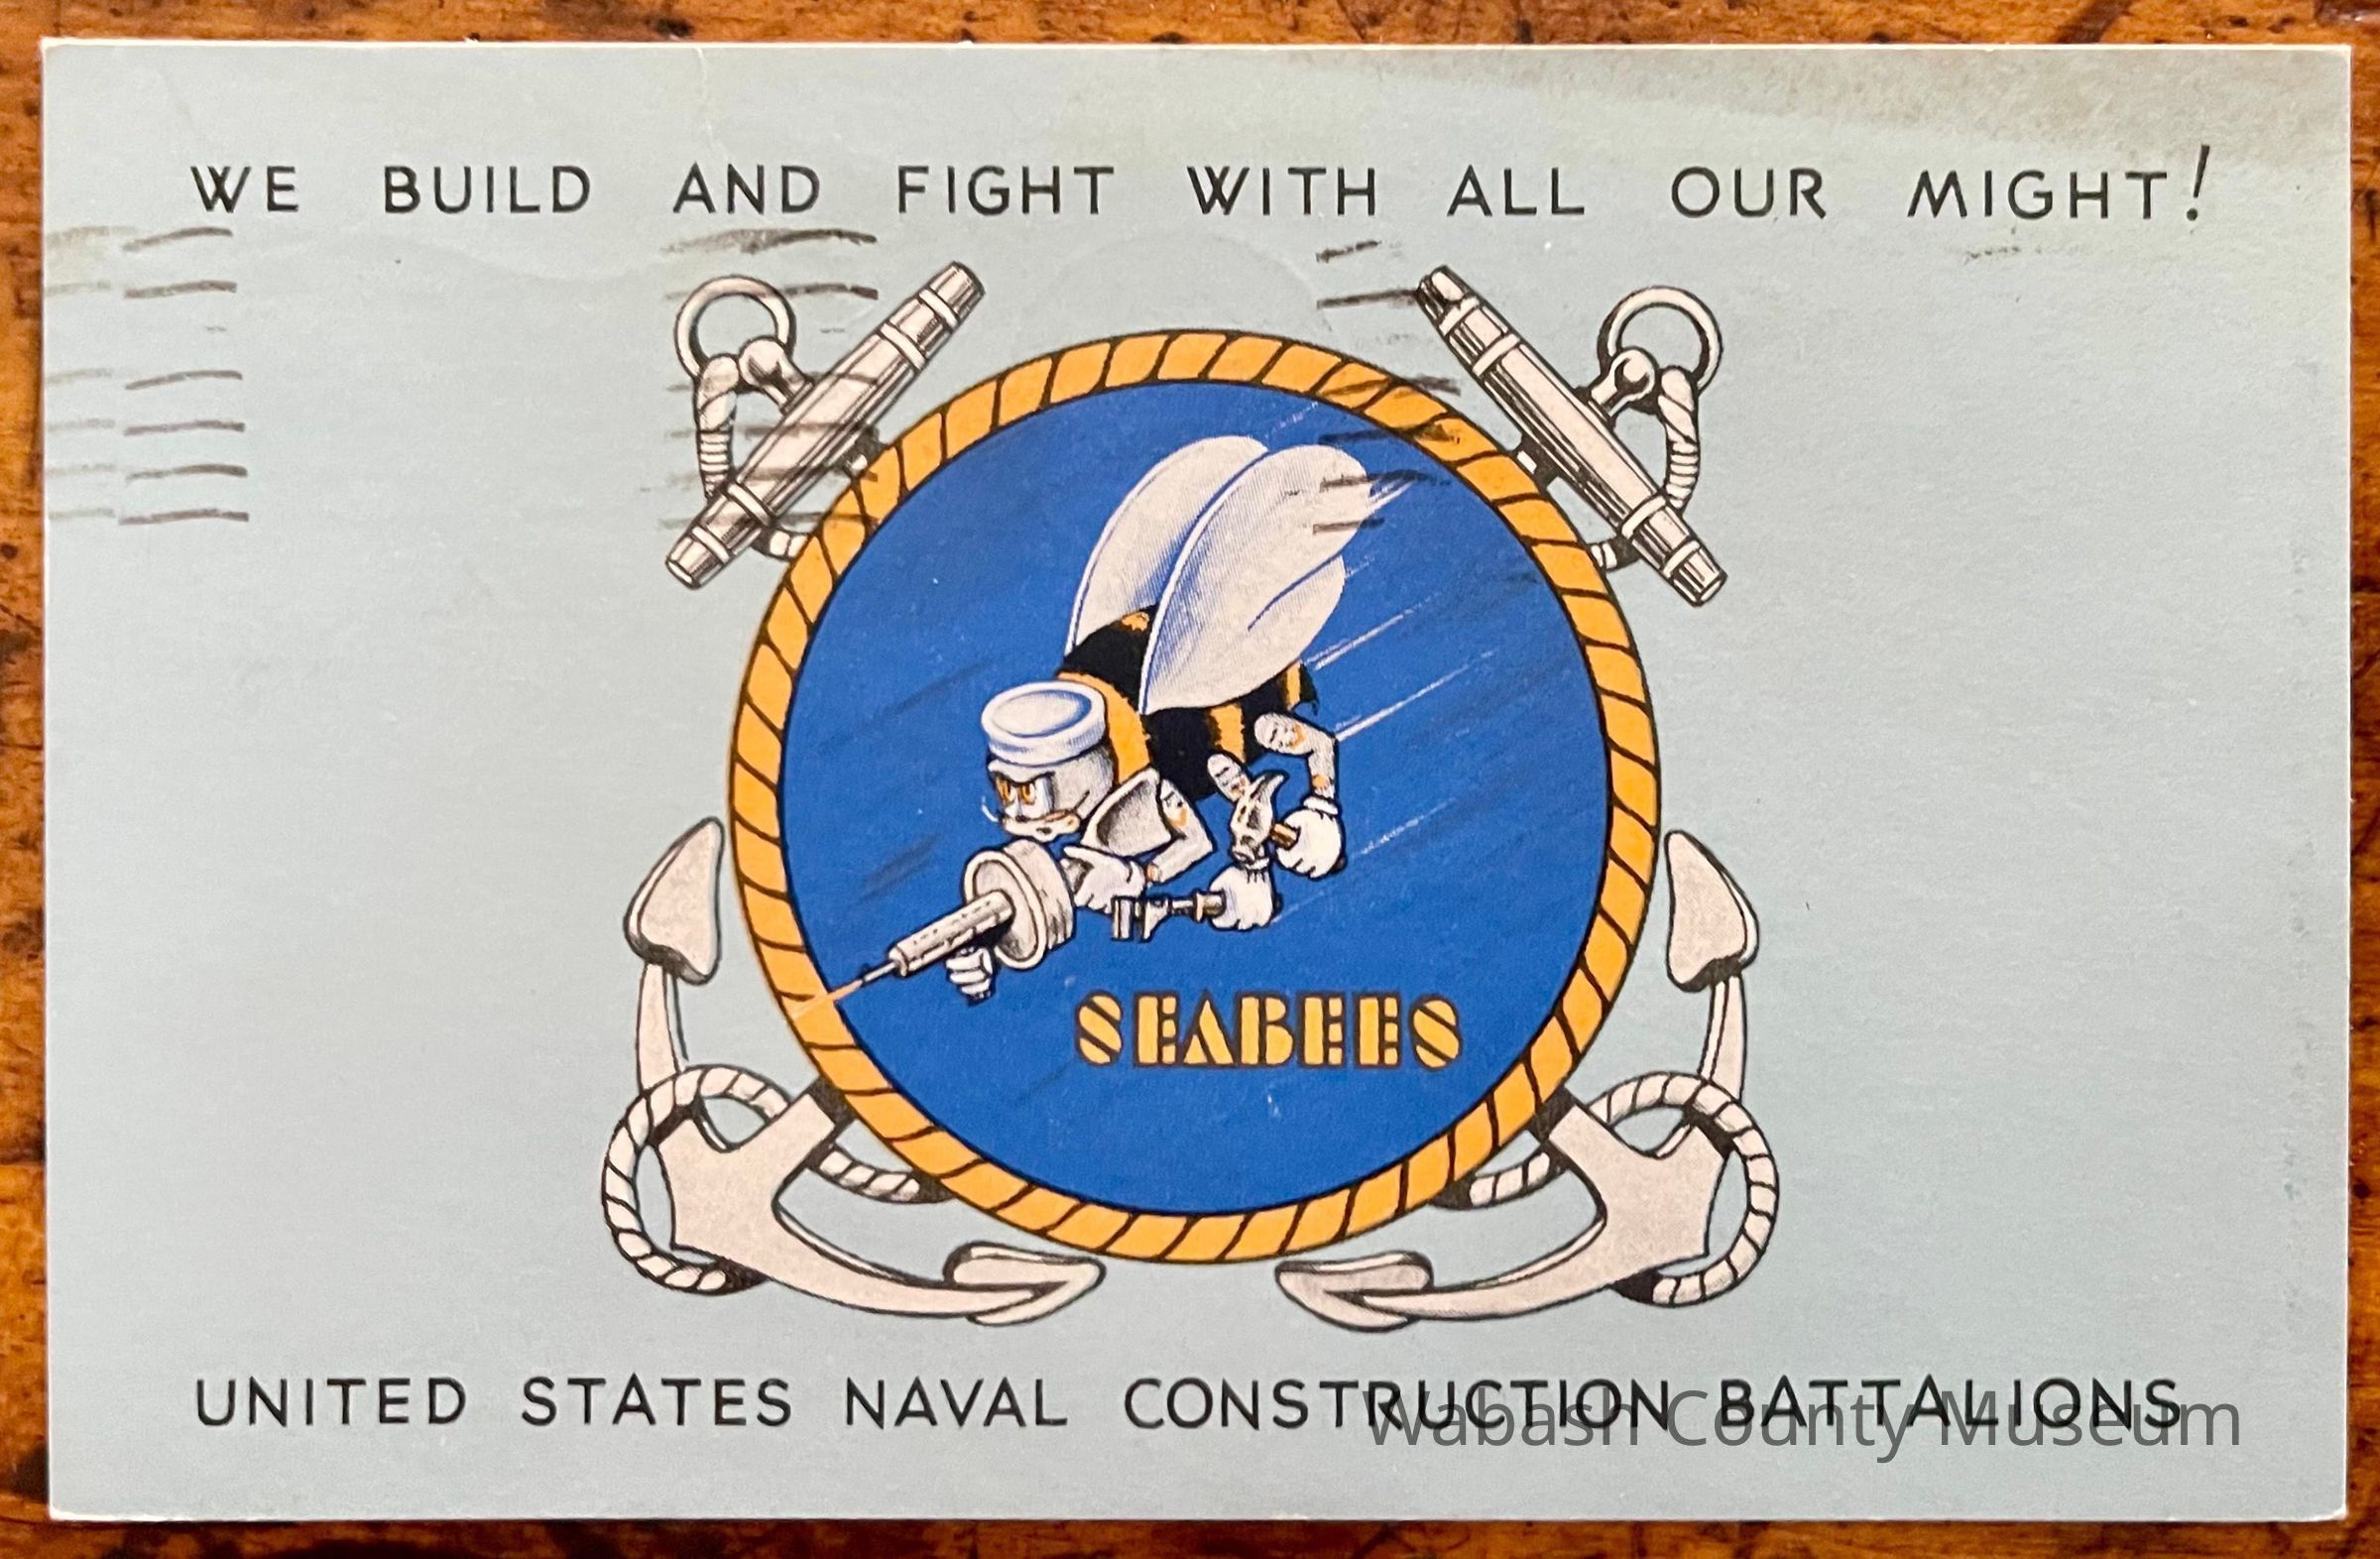 WE BUILD AND FIGHT WITH ALL OUR MIGHT!
SEABEES
UNITED STATES NAVAL CONSTRUCTION BATTALIONS
Wabash County Museum